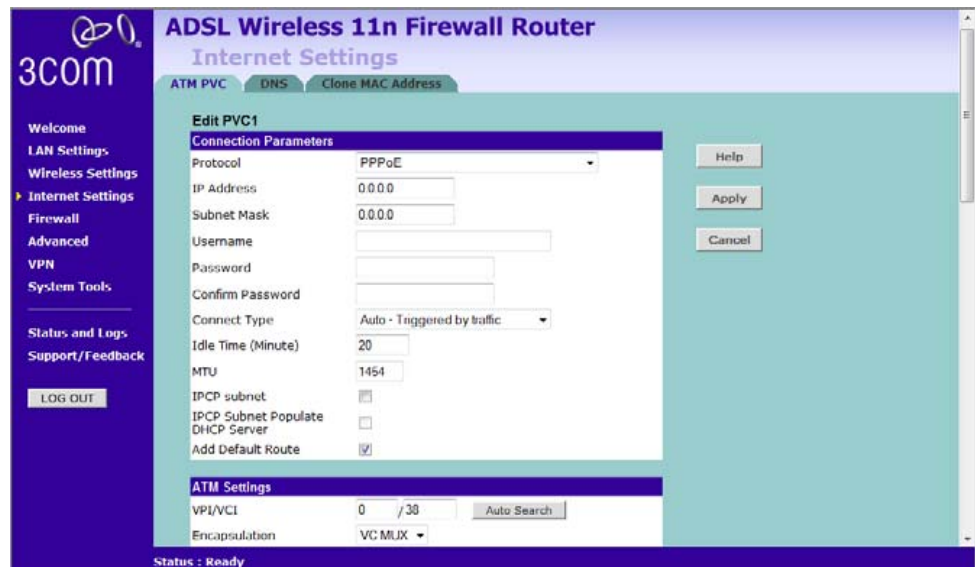 3COM
ADSL Wireless 11n Firewall Router
Internet Settings
ATM PVC DNS Clone MAC Address
Welcome
LAN Settings
Wireless Settings
Internet Settings
Firewall
Advanced
VPN
System Tools
Status and Logs
Support/Feedback
LOG OUT
Edit PVC1
Connection Parameters
Protocol PPPoE
IP Address 0.0.0.0
Subnet Mask 0.0.0.0
Username
Password
Confirm Password
Connect Type Auto - Triggered by traffic
Idle Time (Minute) 20
MTU 1454
IPCP subnet
IPCP Subnet Populate
DHCP Server
Add Default Route
ATM Settings
VPI/VCI 0 / 38 Auto Search
Encapsulation VC MUX
Help
Apply
Cancel
Status : Ready